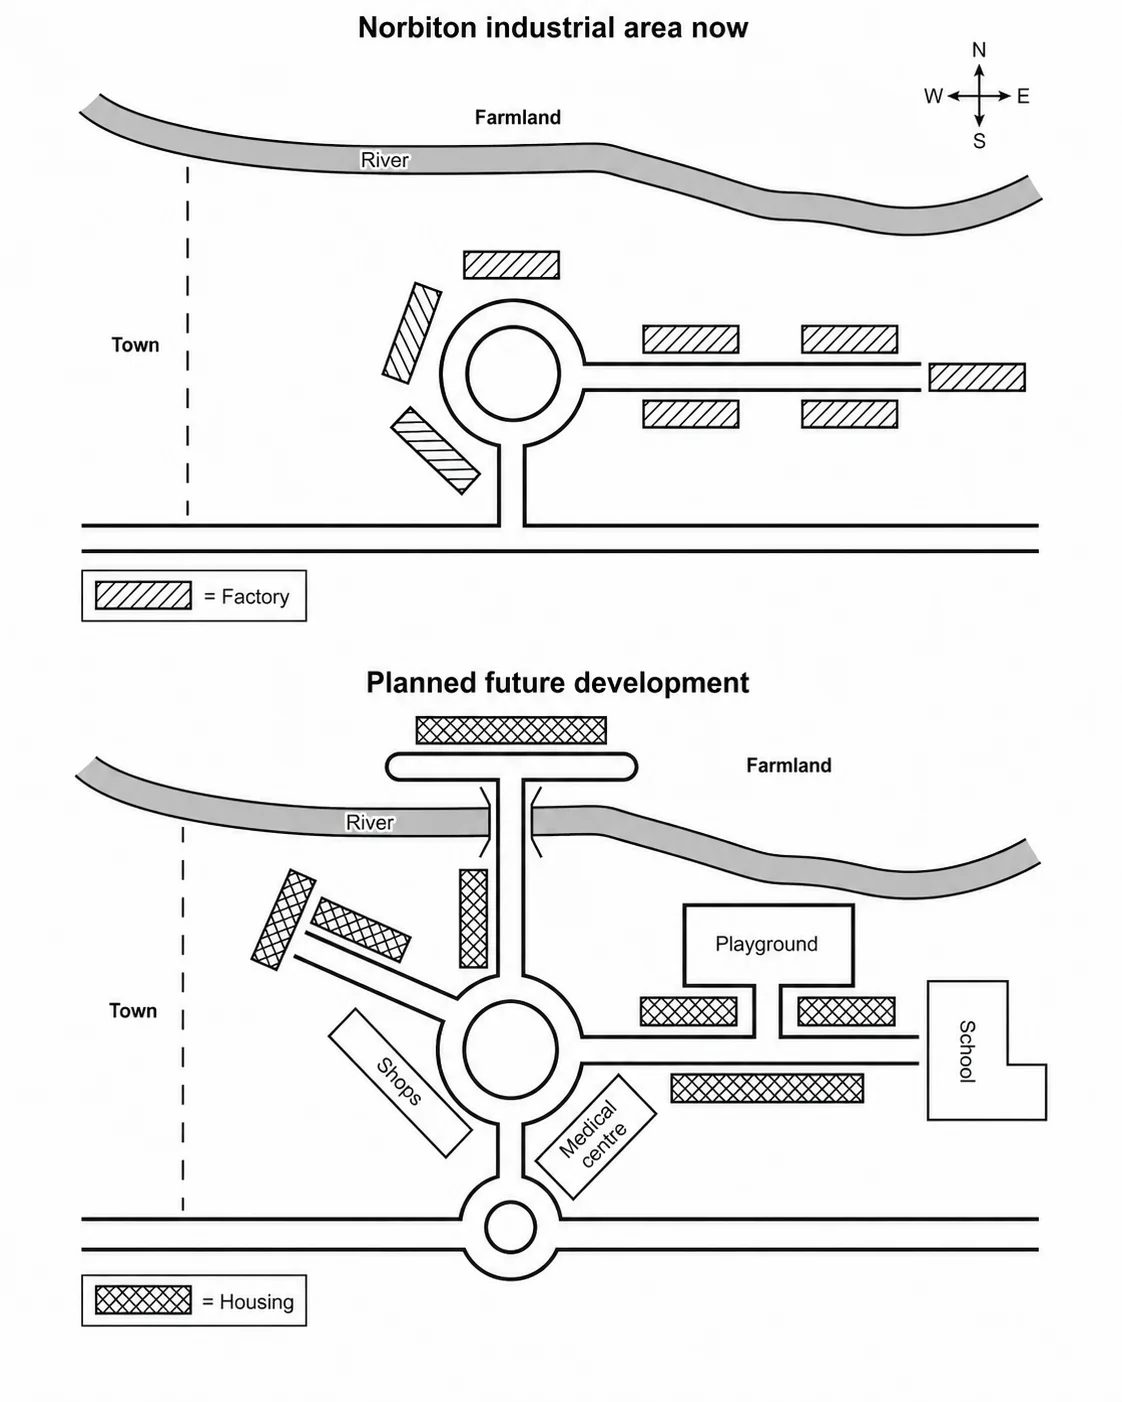 Norbiton industrial area now
N
W E
S
Farmland
River
Town
= Factory
Planned future development
Farmland
River
Playground
Town
School
Shops
Medical
centre
= Housing